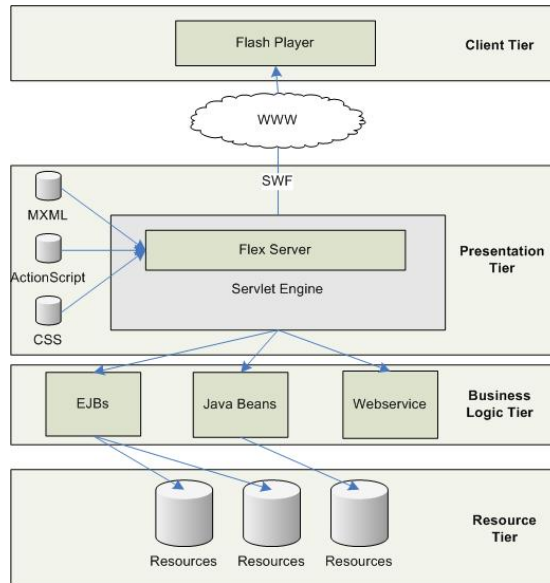 Flash Player
Client Tier
WWW
SWF
MXML
Flex Server
Presentation
Tier
ActionScript
Servlet Engine
CSS
EJBs
Java Beans
Webservice
Business
Logic Tier
Resource
Tier
Resources
Resources
Resources